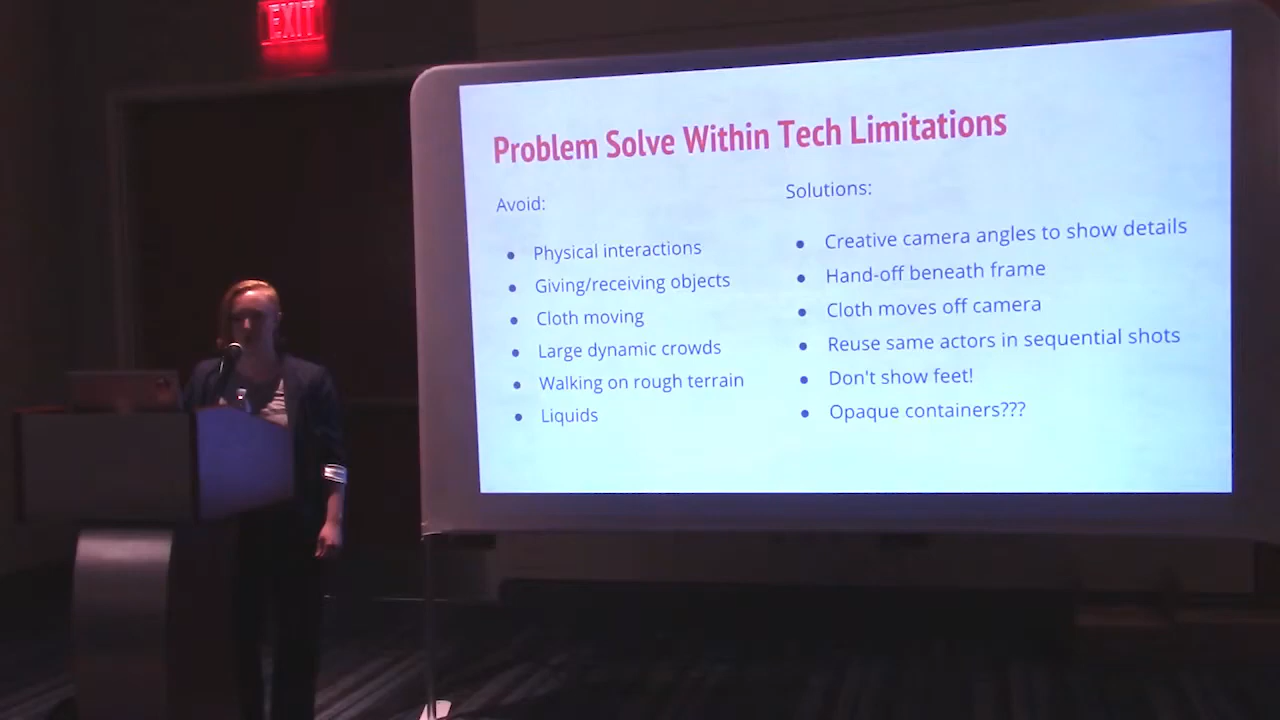 EXIT
Problem Solve Within Tech Limitations
Avoid:
• Physical interactions
• Giving/receiving objects
• Cloth moving
• Large dynamic crowds
• Walking on rough terrain
• Liquids
Solutions:
• Creative camera angles to show details
• Hand-off beneath frame
• Cloth moves off camera
• Reuse same actors in sequential shots
• Don't show feet!
• Opaque containers???